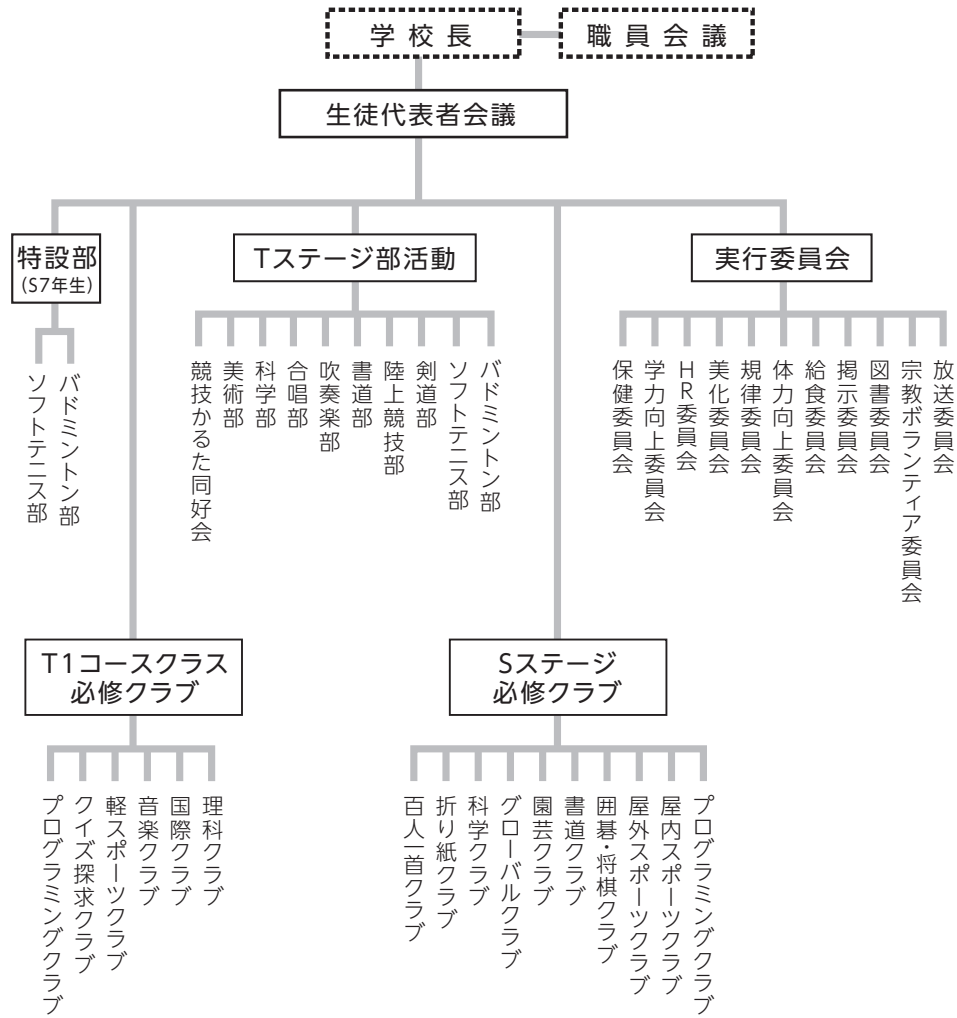 学校長
職員会議
生徒代表者会議
特設部
(S7年生)
Tステージ部活動
実行委員会
ソフトテニス部
バドミントン部
競技かるた同好会
美術部
科学部
合唱部
吹奏楽部
書道部
陸上競技部
剣道部
ソフトテニス部
バドミントン部
保健委員会
学力向上委員会
HR委員会
美化委員会
規律委員会
体力向上委員会
給食委員会
掲示委員会
図書委員会
宗教ボランティア委員会
放送委員会
T1コースクラス
必修クラブ
Sステージ
必修クラブ
プログラミングクラブ
クイズ探求クラブ
軽スポーツクラブ
音楽クラブ
国際クラブ
理科クラブ
百人一首クラブ
折り紙クラブ
科学クラブ
グローバルクラブ
園芸クラブ
書道クラブ
囲碁・将棋クラブ
屋外スポーツクラブ
屋内スポーツクラブ
プログラミングクラブ